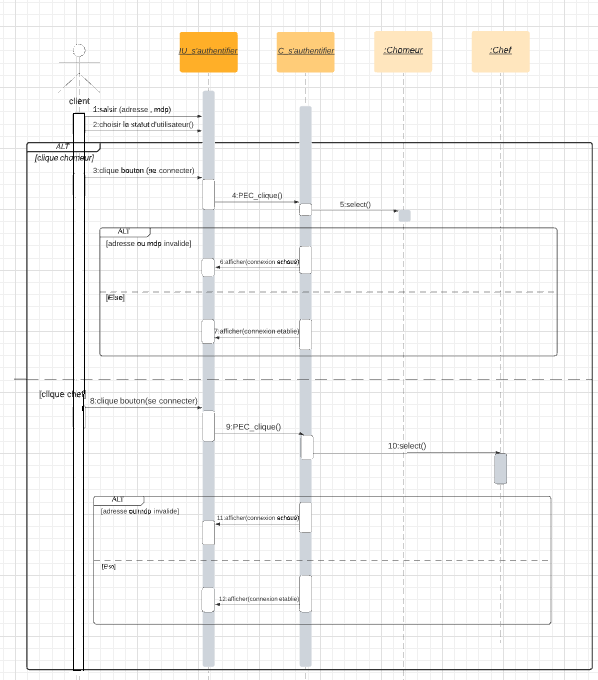 IU_s'authentifier
C_s'authentifier
:Chomeur
:Chef
client
1:saisir (adresse , mdp)
2:choisir le statut d'utilisateur()
ALT
[clique chomeur]
3:clique bouton (se connecter)
4:PEC_clique()
5:select()
ALT
[adresse ou mdp invalide]
6:afficher(connexion échoué)
[Else]
7:afficher(connexion etablie)
[clique chef]
8:clique bouton(se connecter)
9:PEC_clique()
10:select()
ALT
[adresse ou mdp invalide]
11:afficher(connexion échoué)
[Else]
12:afficher(connexion etablie)